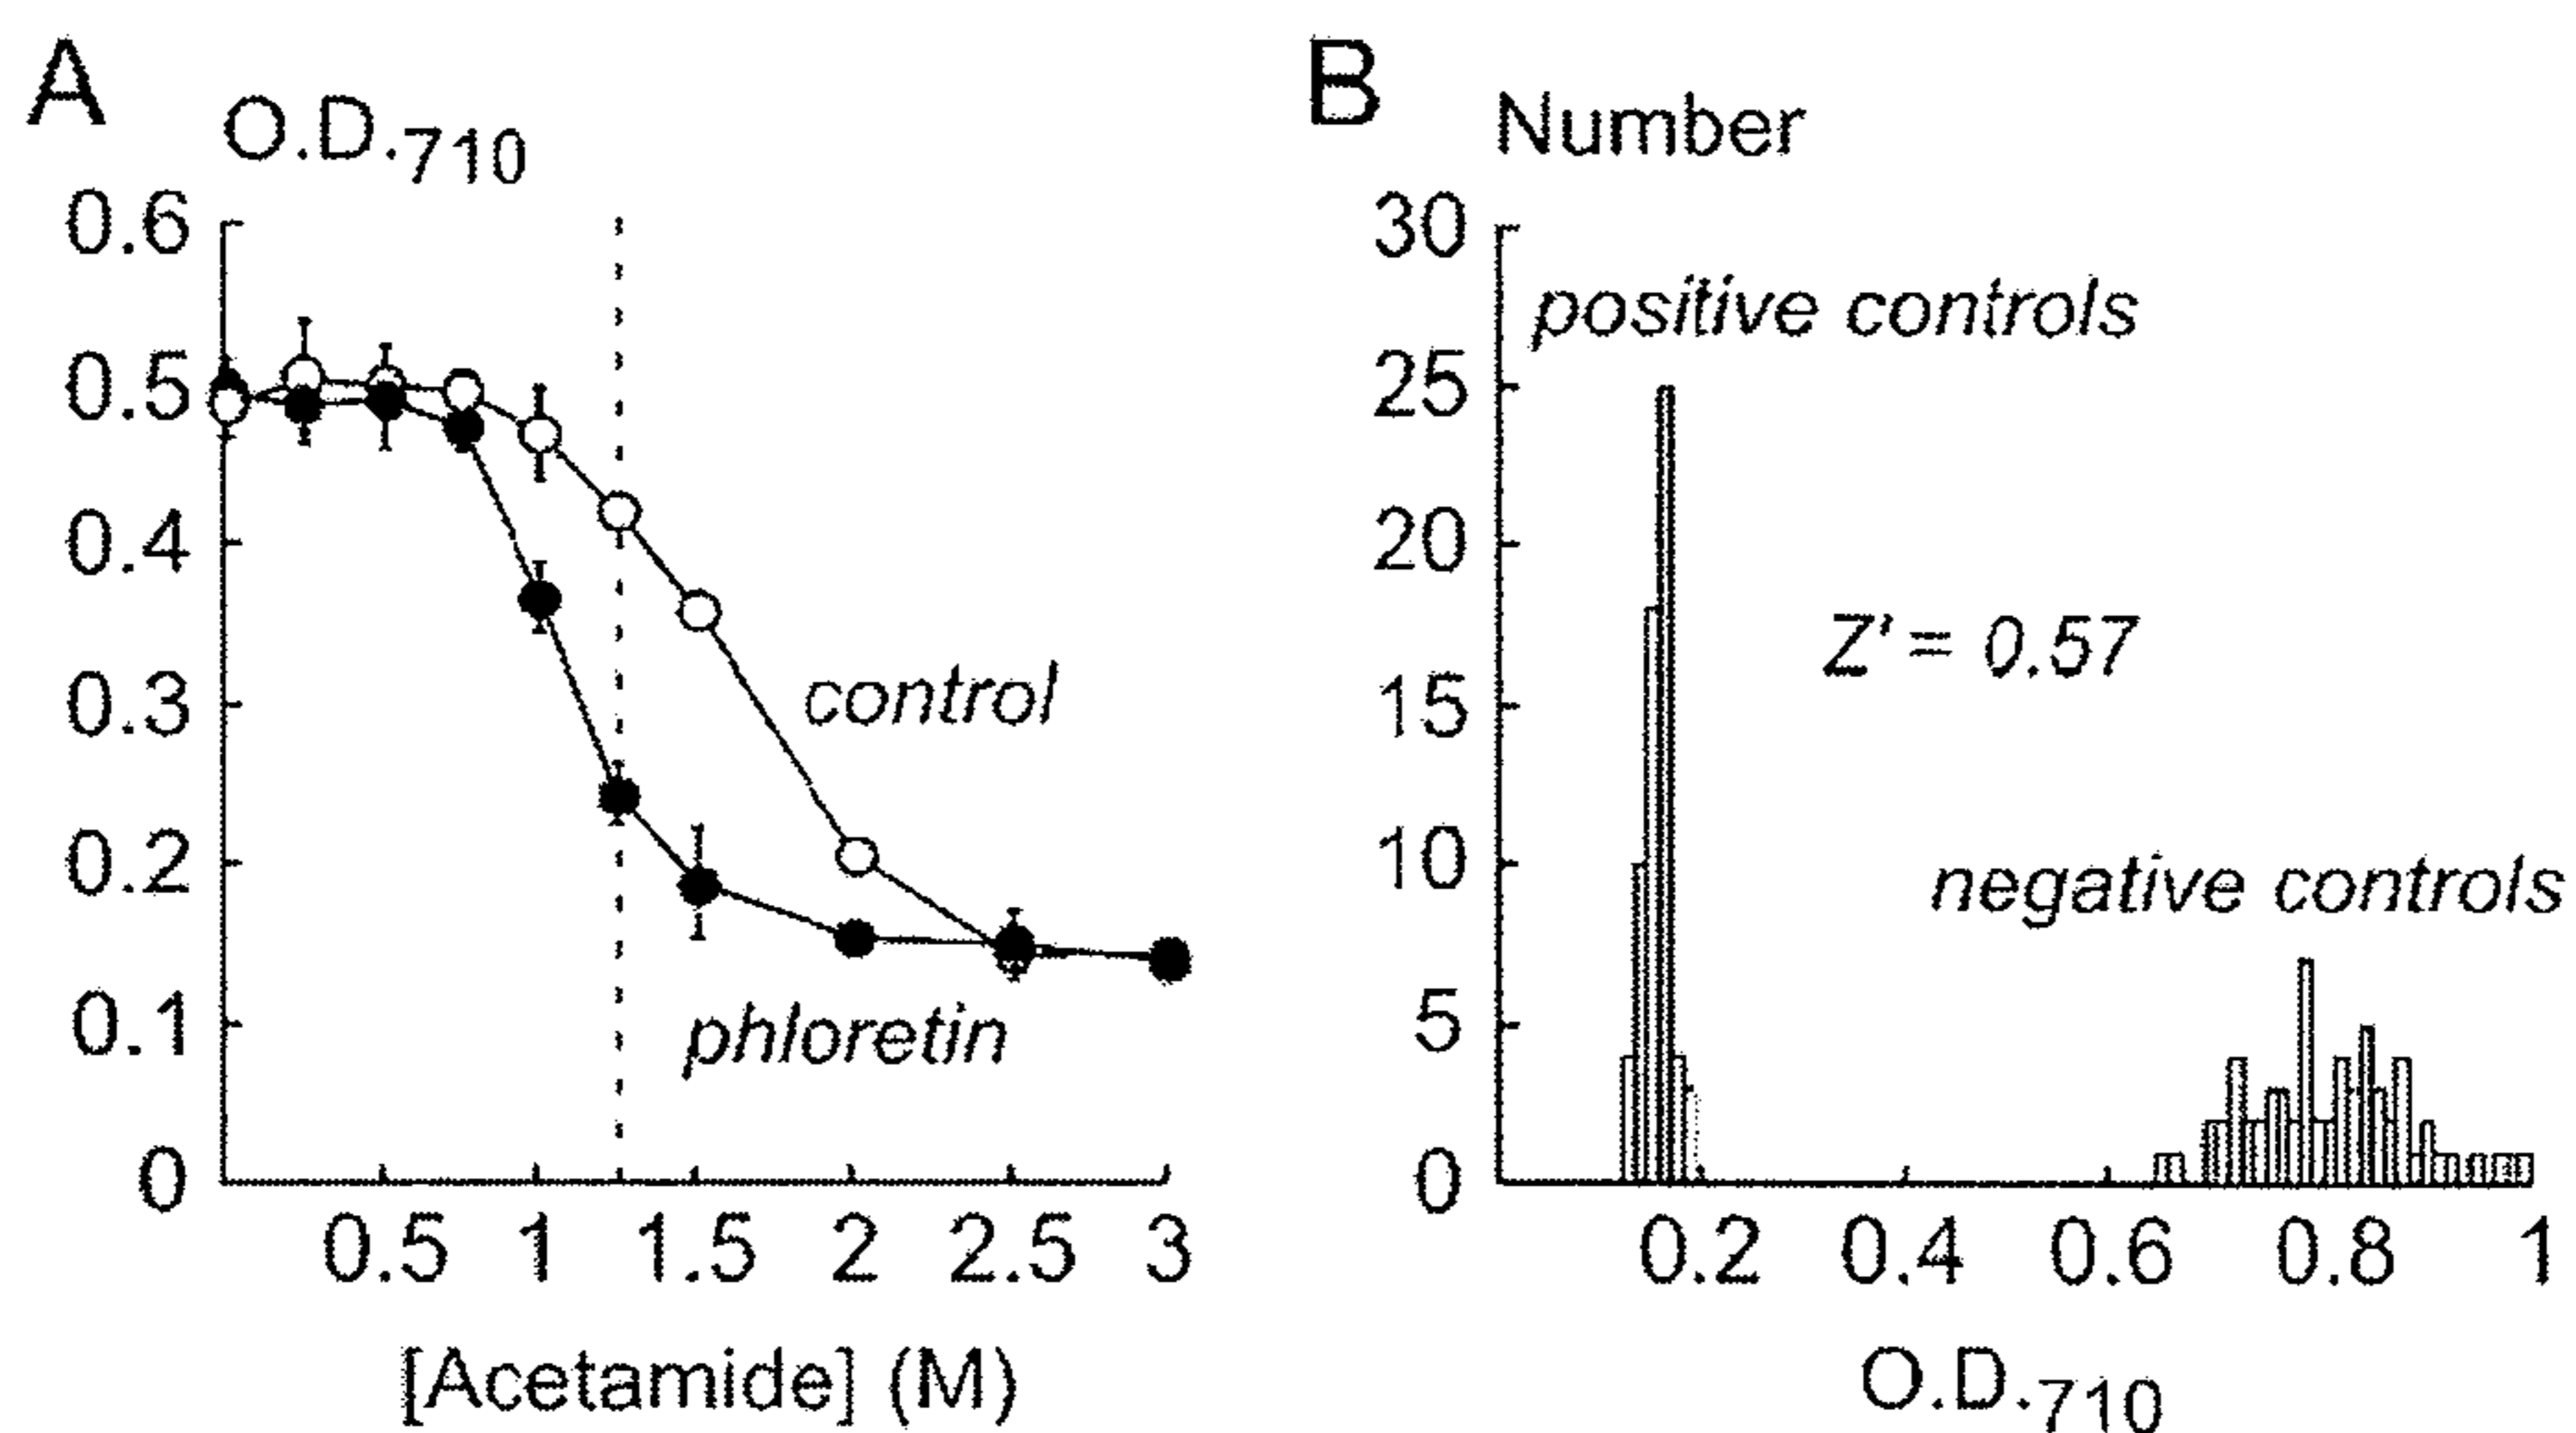 A
O.D.710
0.6
0.5
0.4
0.3
0.2
0.1
0
control
phloretin
0.5 1 1.5 2 2.5 3
[Acetamide] (M)
B
Number
30
25
20
15
10
5
0
positive controls
Z' = 0.57
negative controls
0.2 0.4 0.6 0.8 1
O.D.710